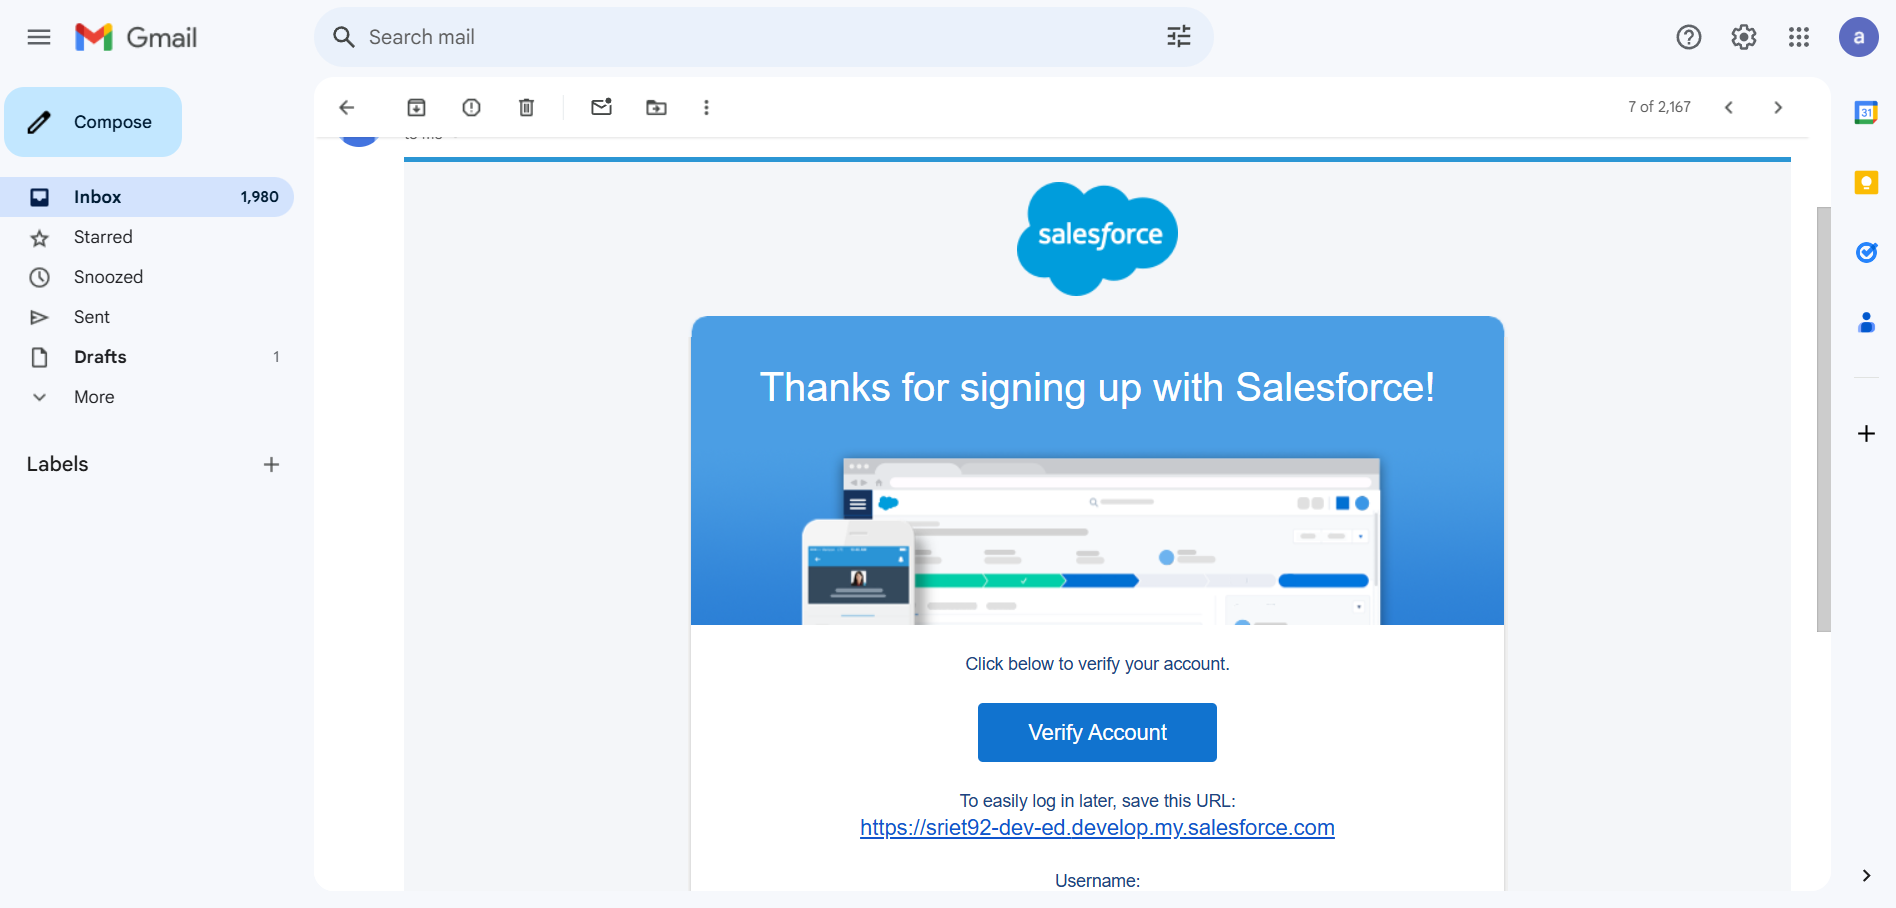 Gmail
Search mail
a
Compose
7 of 2,167
31
Inbox 1,980
Starred
Snoozed
Sent
Drafts 1
More
Labels
salesforce
Thanks for signing up with Salesforce!
Click below to verify your account.
Verify Account
To easily log in later, save this URL:
https://sriet92-dev-ed.develop.my.salesforce.com
Username: